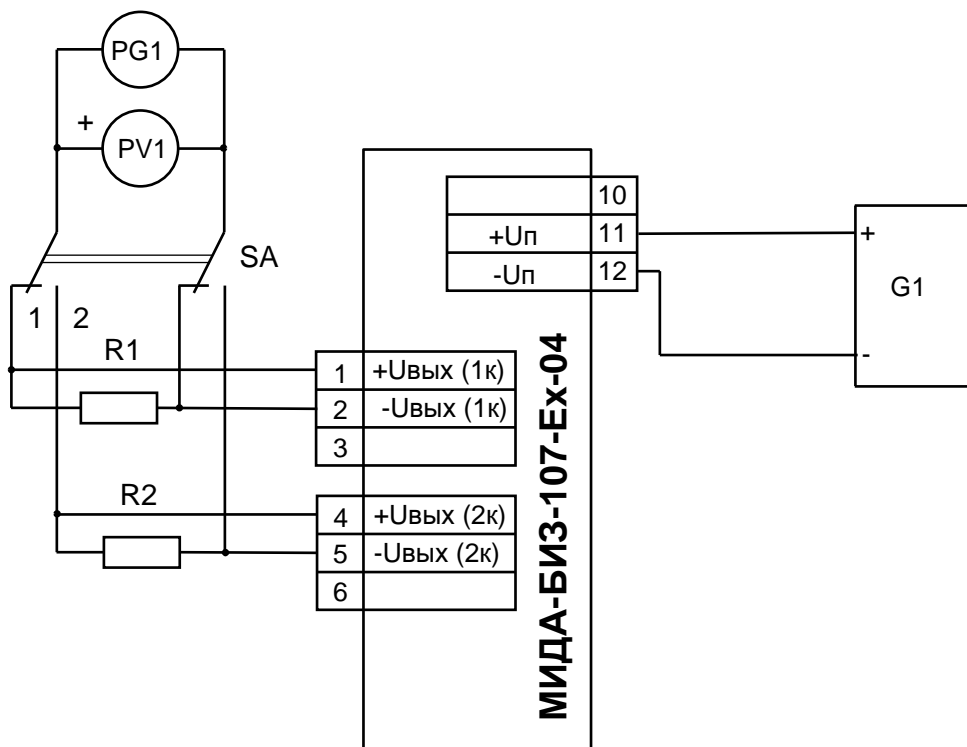 PG1
+
PV1
SA
1
2
R1
1
+Uвых (1к)
2
-Uвых (1к)
3
R2
4
+Uвых (2к)
5
-Uвых (2к)
6
10
+Uп
11
-Uп
12
МИДА-БИЗ-107-Ex-04
+
G1
-